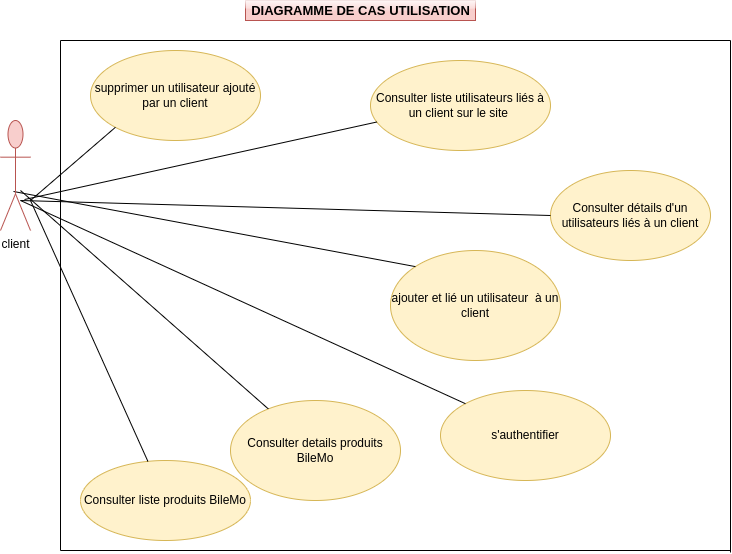 DIAGRAMME DE CAS UTILISATION
supprimer un utilisateur ajouté
par un client
Consulter liste utilisateurs liés à
un client sur le site
Consulter détails d'un
utilisateurs liés à un client
client
ajouter et lié un utilisateur  à un
client
s'authentifier
Consulter details produits
BileMo
Consulter liste produits BileMo